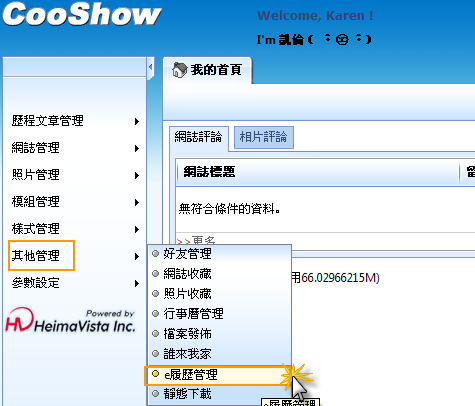 CooShow
Welcome, Karen !
I'm 凱倫（ ˙ㄊ˙）
我的首頁
歷程文章管理
網誌管理
照片管理
模組管理
樣式管理
其他管理
參數設定
網誌評論
相片評論
網誌標題
留
無符合條件的資料。
>>更多
用66.02966215M)
好友管理
網誌收藏
照片收藏
行事曆管理
檔案發佈
誰來我家
e履歷管理
靜態下載
e履歷管理
Powered by
HeimaVista Inc.